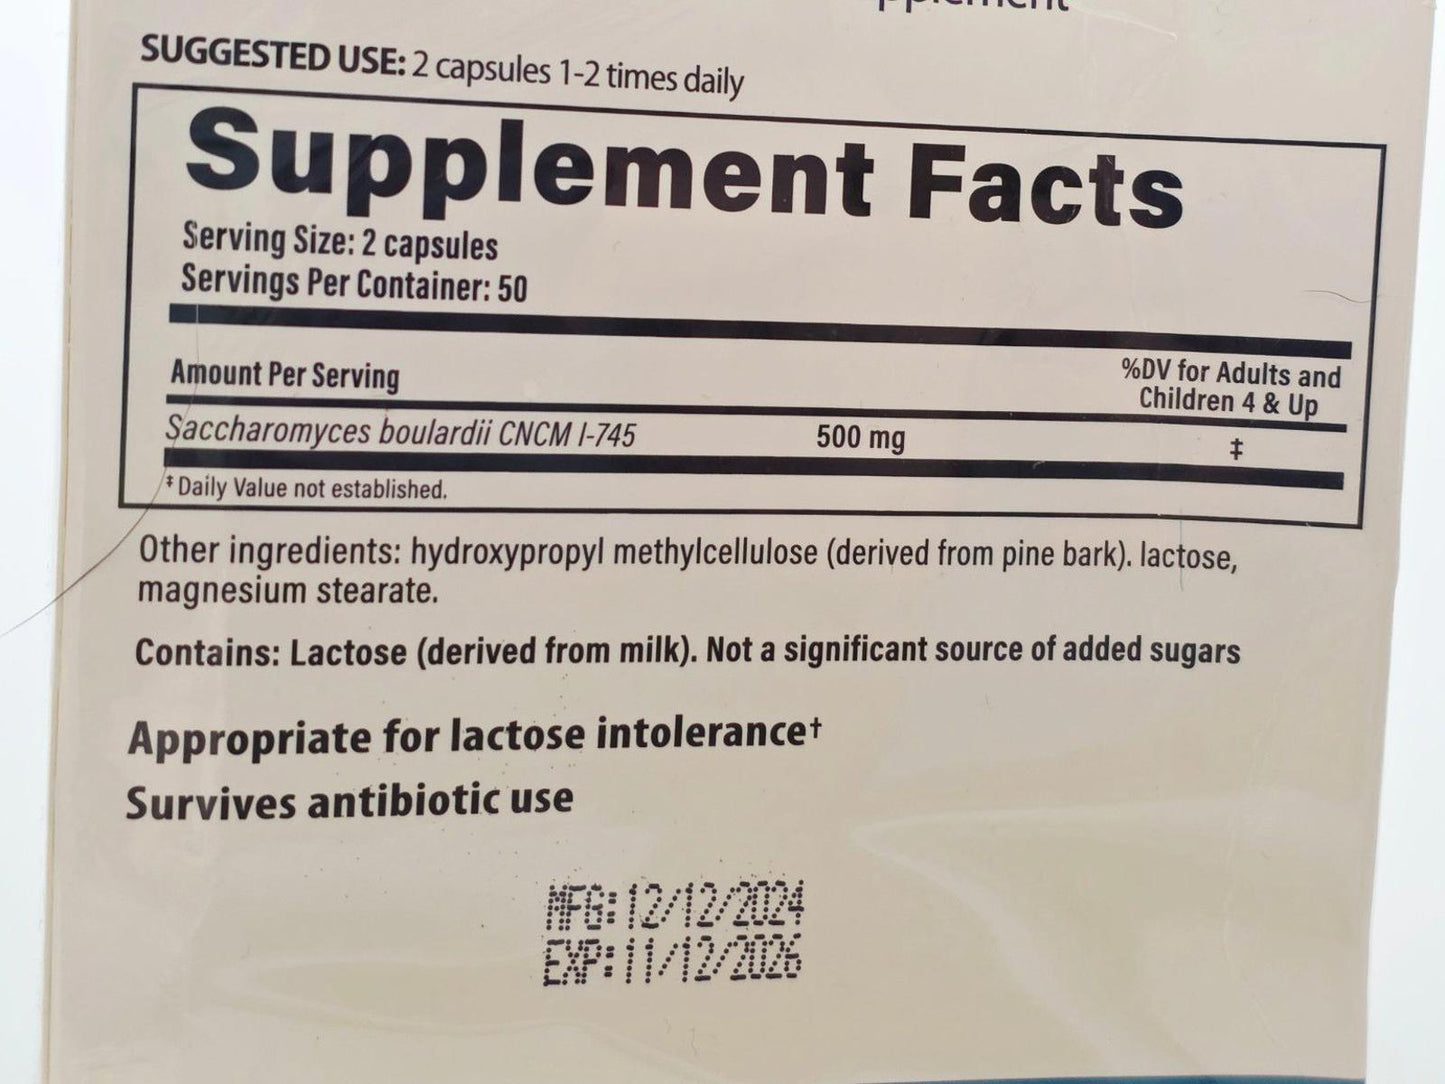 SUGGESTED USE: 2 capsules 1-2 times daily
Supplement Facts
Serving Size: 2 capsules
Servings Per Container: 50
Amount Per Serving
%DV for Adults and
Children 4 & Up
Saccharomyces boulardii CNCM I-745 500 mg ‡
‡ Daily Value not established.
Other ingredients: hydroxypropyl methylcellulose (derived from pine bark). lactose,
magnesium stearate.
Contains: Lactose (derived from milk). Not a significant source of added sugars
Appropriate for lactose intolerance†
Survives antibiotic use
MFG: 12/12/2024
EXP: 11/12/2026